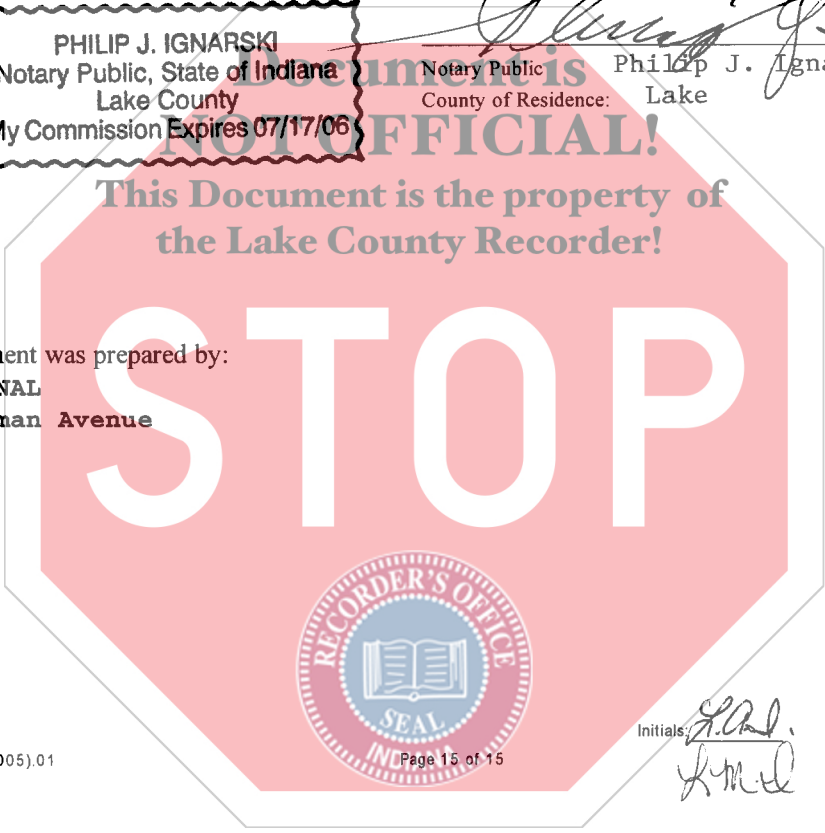 PHILIP J. IGNARSKI
Notary Public, State of Indiana
Lake County
My Commission Expires 07/17/06
Notary Public Philip J. Igna
County of Residence: Lake
Document is
NOT OFFICIAL!
This Document is the property of
the Lake County Recorder!
STOP
ent was prepared by:
NAL
man Avenue
RECORDER'S OFFICE
SEAL
INDIANA
Initials: L.A.D.
L.M.D
005).01
Page 15 of 15